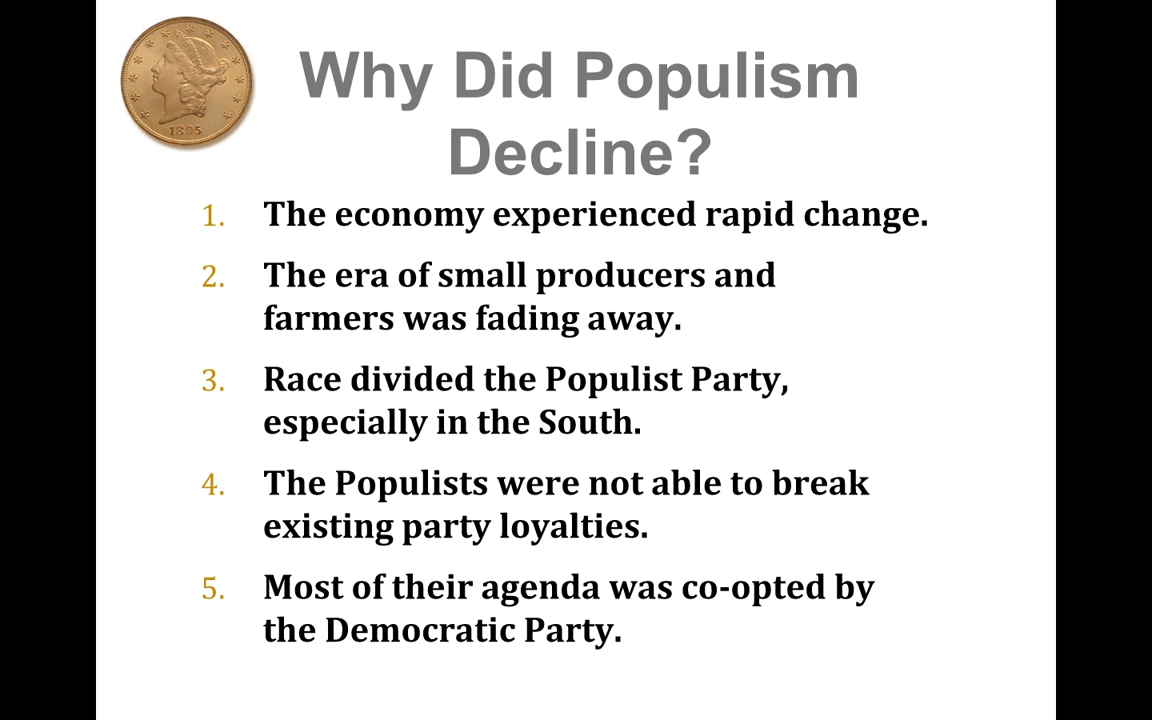 Why Did Populism
Decline?
1. The economy experienced rapid change.
2. The era of small producers and
farmers was fading away.
3. Race divided the Populist Party,
especially in the South.
4. The Populists were not able to break
existing party loyalties.
5. Most of their agenda was co-opted by
the Democratic Party.
1895